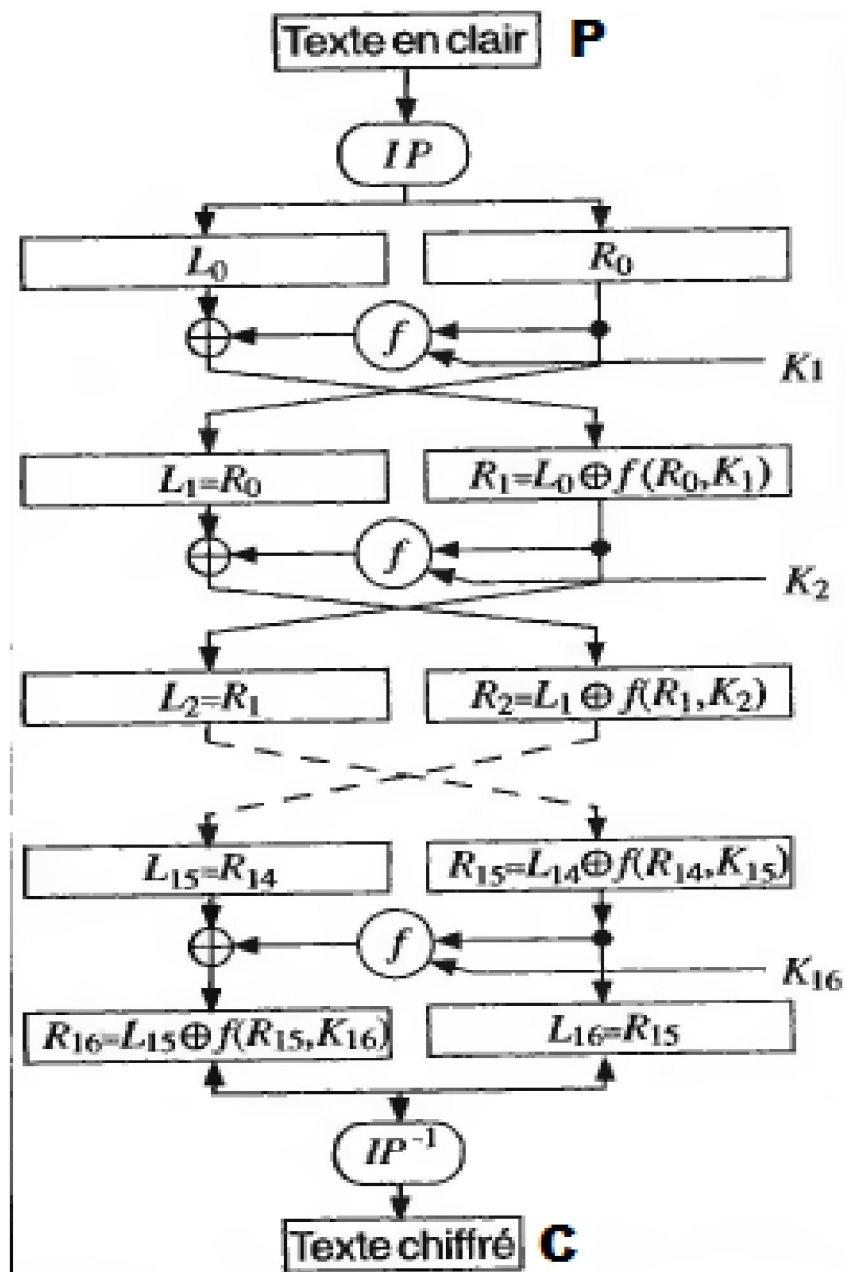 Texte en clair P
IP
L₀ R₀
f
K1
L₁=R₀ R₁=L₀⊕f(R₀,K₁)
f
K₂
L₂=R₁ R₂=L₁⊕f(R₁,K₂)
L₁₅=R₁₄ R₁₅=L₁₄⊕f(R₁₄,K₁₅)
f
K₁₆
R₁₆=L₁₅⊕f(R₁₅,K₁₆) L₁₆=R₁₅
IP⁻¹
Texte chiffré C